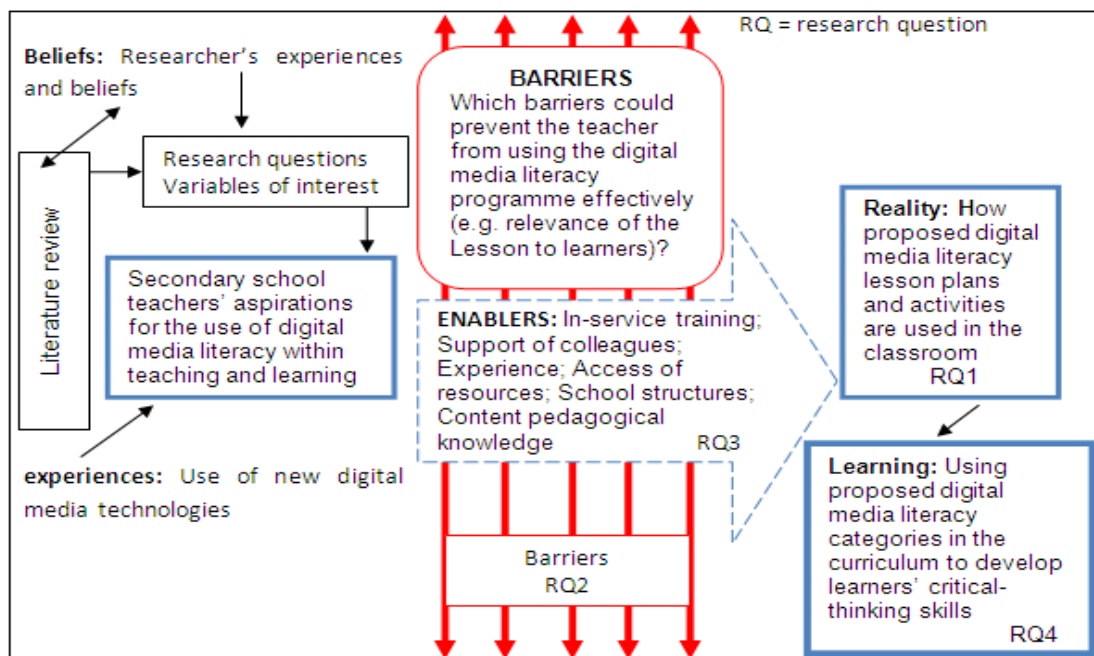 RQ = research question
Beliefs: Researcher's experiences
and beliefs
Literature review
Research questions
Variables of interest
Secondary school
teachers' aspirations
for the use of digital
media literacy within
teaching and learning
experiences: Use of new digital
media technologies
BARRIERS
Which barriers could
prevent the teacher
from using the digital
media literacy
programme effectively
(e.g. relevance of the
Lesson to learners)?
ENABLERS: In-service training;
Support of colleagues;
Experience; Access of
resources; School structures;
Content pedagogical
knowledge RQ3
Barriers
RQ2
Reality: How
proposed digital
media literacy
lesson plans
and activities
are used in the
classroom
RQ1
Learning: Using
proposed digital
media literacy
categories in the
curriculum to develop
learners' critical-
thinking skills
RQ4